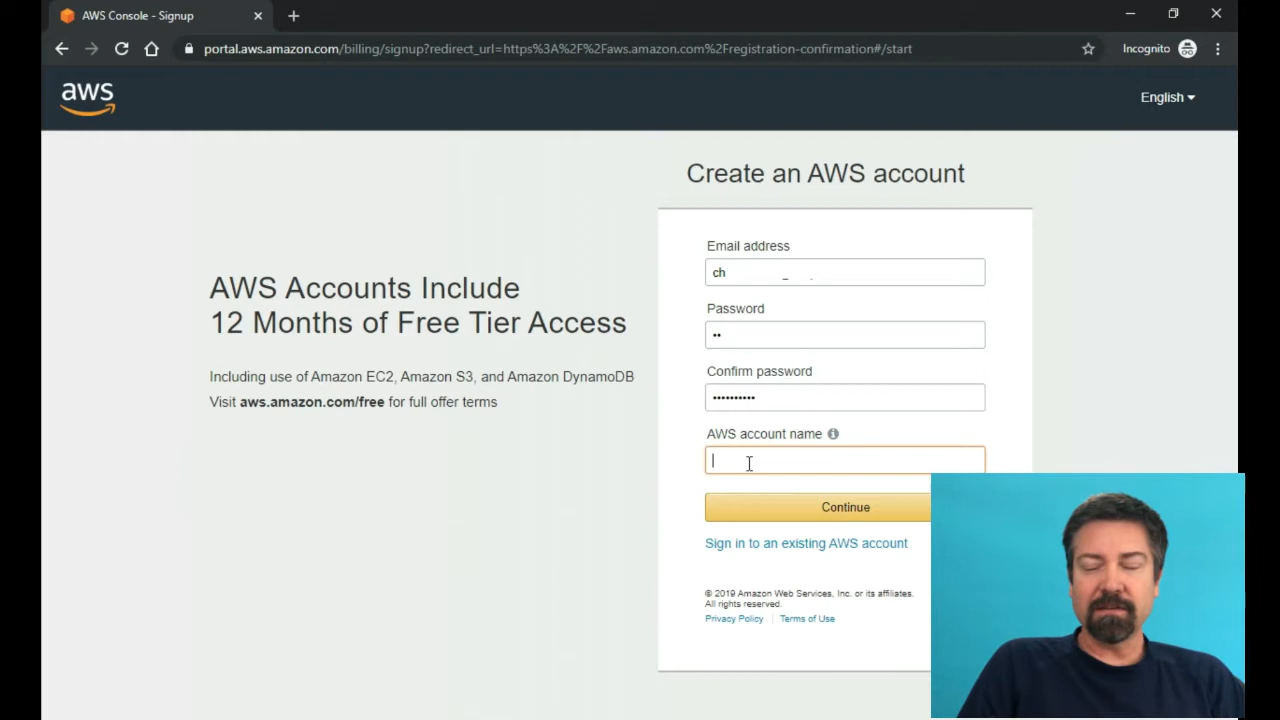 AWS Console - Signup
portal.aws.amazon.com/billing/signup?redirect_url=https%3A%2F%2Faws.amazon.com%2Fregistration-confirmation#/start
Incognito
aws
English
Create an AWS account
Email address
ch
AWS Accounts Include
12 Months of Free Tier Access
Password
••
Including use of Amazon EC2, Amazon S3, and Amazon DynamoDB
Visit aws.amazon.com/free for full offer terms
Confirm password
••••••••••
AWS account name
Continue
Sign in to an existing AWS account
© 2019 Amazon Web Services, Inc. or its affiliates.
All rights reserved.
Privacy Policy | Terms of Use